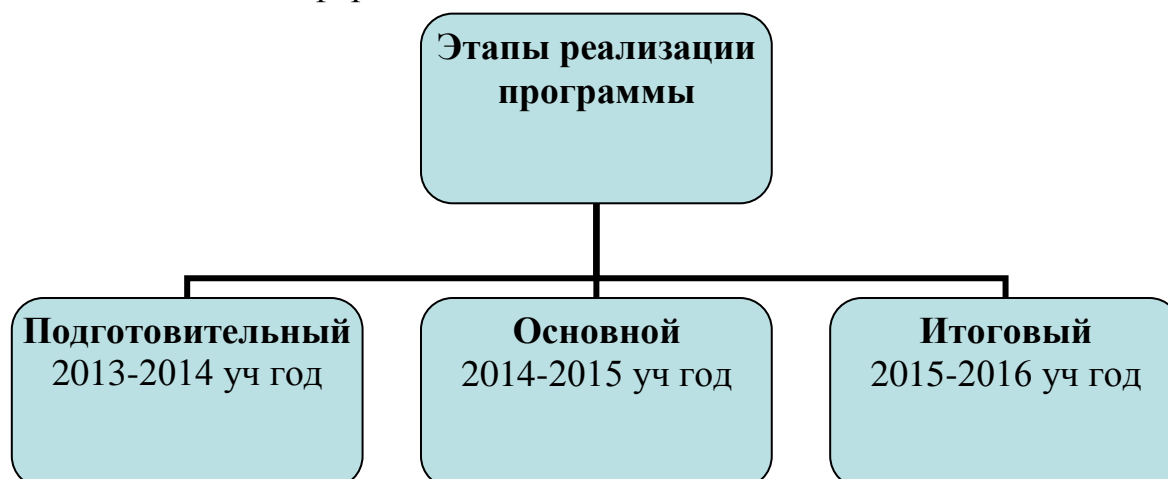 Этапы реализации
программы
Подготовительный
2013-2014 уч год
Основной
2014-2015 уч год
Итоговый
2015-2016 уч год